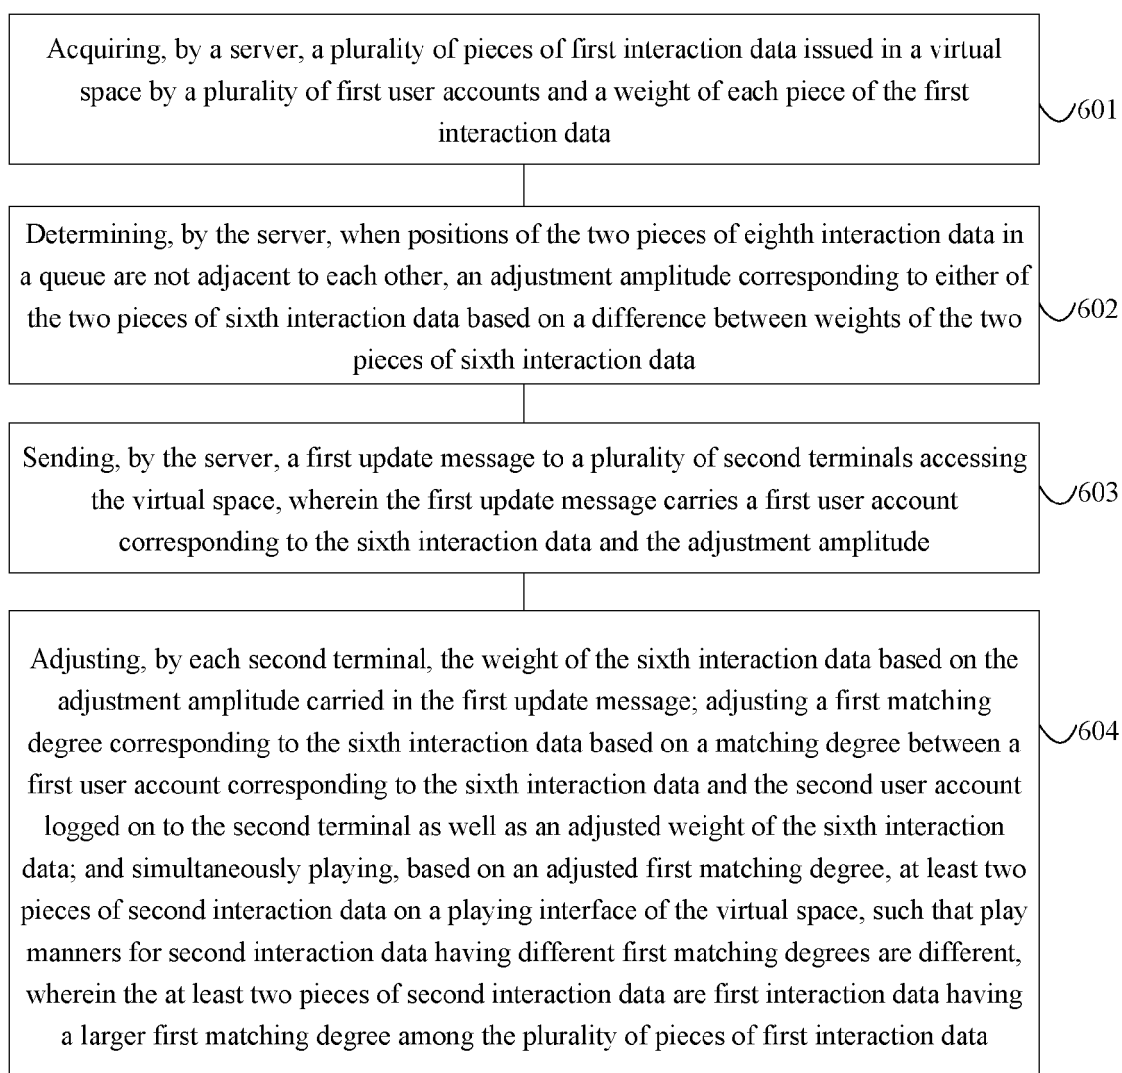 Acquiring, by a server, a plurality of pieces of first interaction data issued in a virtual
space by a plurality of first user accounts and a weight of each piece of the first
interaction data
601
Determining, by the server, when positions of the two pieces of eighth interaction data in
a queue are not adjacent to each other, an adjustment amplitude corresponding to either of
the two pieces of sixth interaction data based on a difference between weights of the two
pieces of sixth interaction data
602
Sending, by the server, a first update message to a plurality of second terminals accessing
the virtual space, wherein the first update message carries a first user account
corresponding to the sixth interaction data and the adjustment amplitude
603
Adjusting, by each second terminal, the weight of the sixth interaction data based on the
adjustment amplitude carried in the first update message; adjusting a first matching
degree corresponding to the sixth interaction data based on a matching degree between a
first user account corresponding to the sixth interaction data and the second user account
logged on to the second terminal as well as an adjusted weight of the sixth interaction
data; and simultaneously playing, based on an adjusted first matching degree, at least two
pieces of second interaction data on a playing interface of the virtual space, such that play
manners for second interaction data having different first matching degrees are different,
wherein the at least two pieces of second interaction data are first interaction data having
a larger first matching degree among the plurality of pieces of first interaction data
604